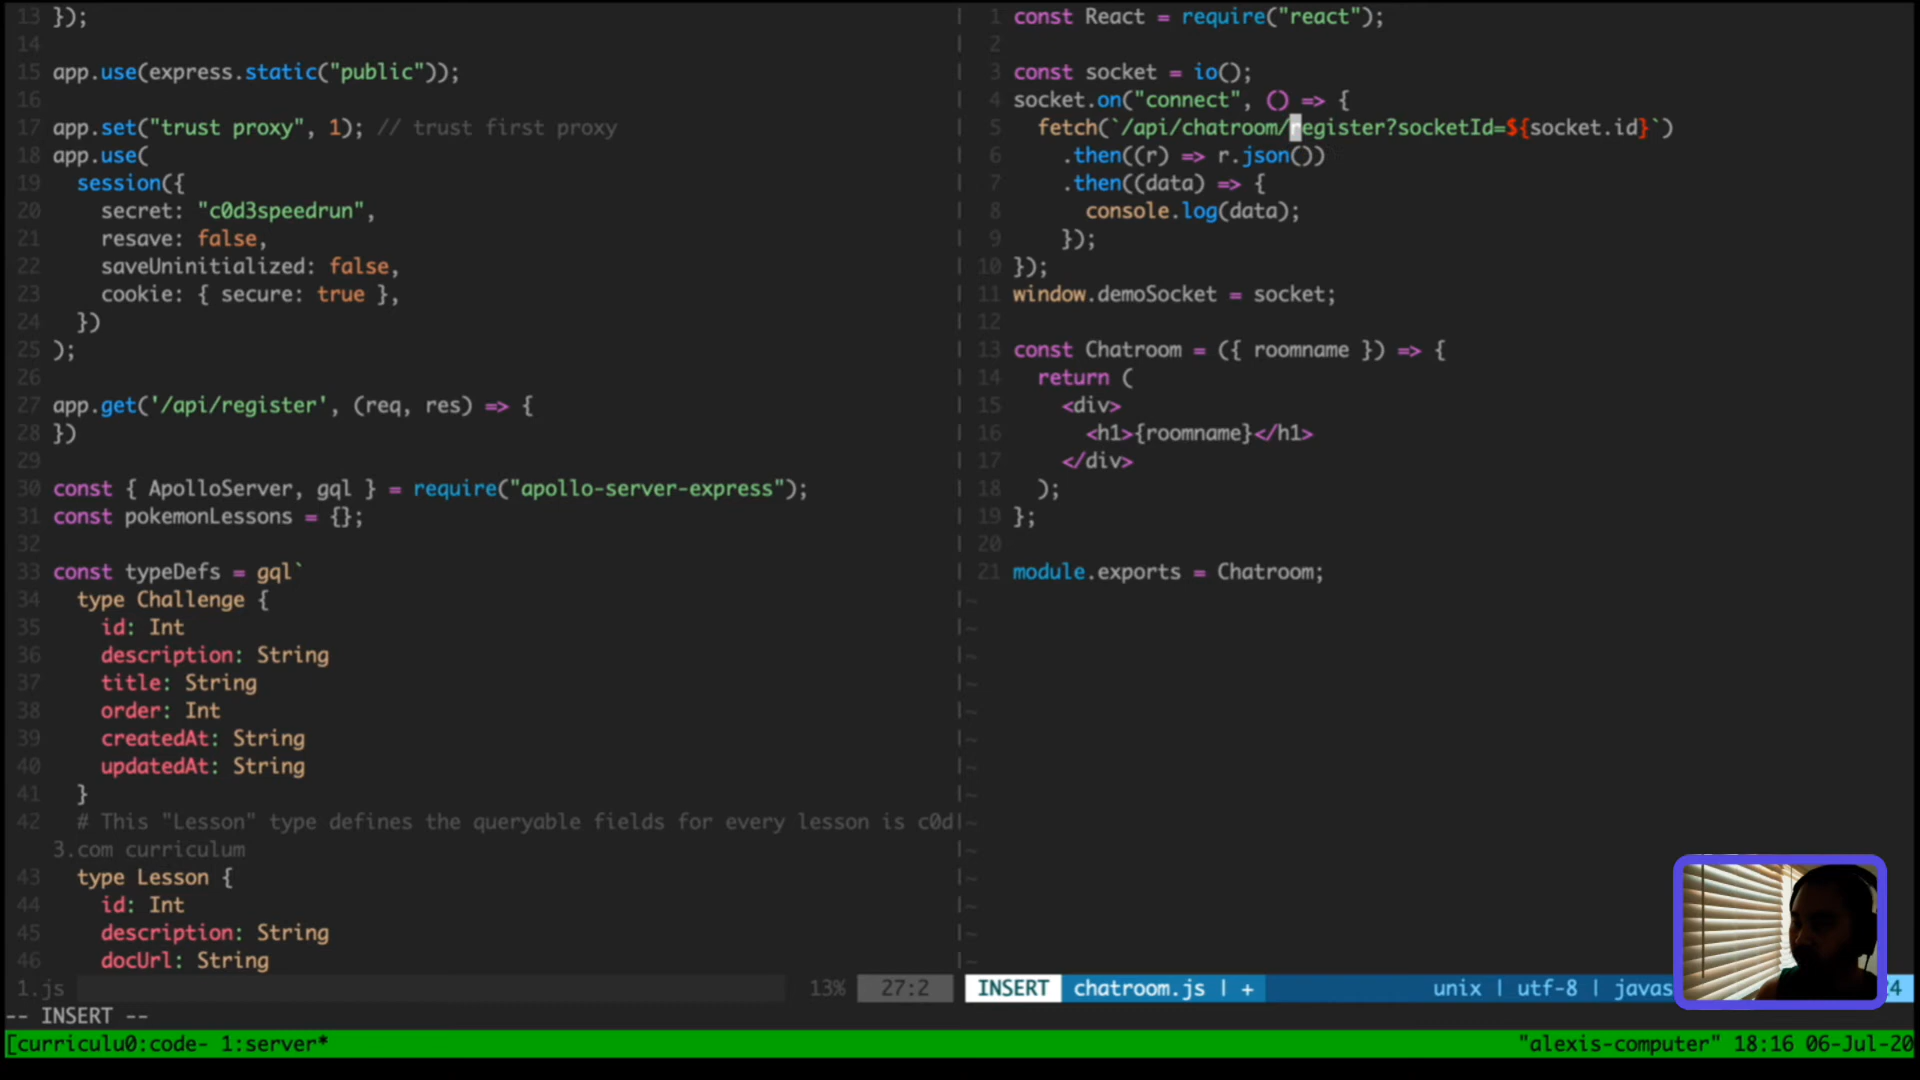 13 });
14
15 app.use(express.static("public"));
16
17 app.set("trust proxy", 1); // trust first proxy
18 app.use(
19   session({
20     secret: "c0d3speedrun",
21     resave: false,
22     saveUninitialized: false,
23     cookie: { secure: true },
24   })
25 );
26
27 app.get('/api/register', (req, res) => {
28 })
29
30 const { ApolloServer, gql } = require("apollo-server-express");
31 const pokemonLessons = {};
32
33 const typeDefs = gql`
34   type Challenge {
35     id: Int
36     description: String
37     title: String
38     order: Int
39     createdAt: String
40     updatedAt: String
41   }
42   # This "Lesson" type defines the queryable fields for every lesson is c0d
3.com curriculum
43   type Lesson {
44     id: Int
45     description: String
46     docUrl: String
1.js 13% 27:2
1 const React = require("react");
2
3 const socket = io();
4 socket.on("connect", () => {
5   fetch(`/api/chatroom/register?socketId=${socket.id}`)
6     .then((r) => r.json())
7     .then((data) => {
8       console.log(data);
9     });
10 });
11 window.demoSocket = socket;
12
13 const Chatroom = ({ roomname }) => {
14   return (
15     <div>
16       <h1>{roomname}</h1>
17     </div>
18   );
19 };
20
21 module.exports = Chatroom;
~
~
~
~
~
~
~
~
~
~
~
~
~
~
INSERT chatroom.js | + unix | utf-8 | javas
-- INSERT --
[curriculu0:code- 1:server* "alexis-computer" 18:16 06-Jul-20